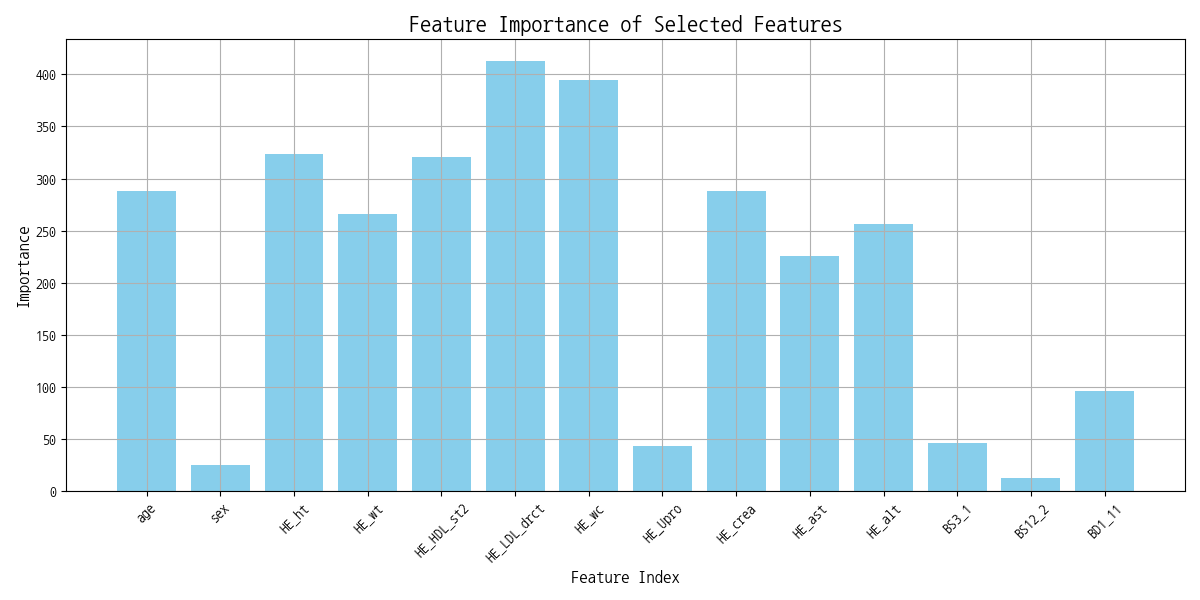 Feature Importance of Selected Features
Importance
400
350
300
250
200
150
100
50
0
age
sex
HE_ht
HE_wt
HE_HDL_st2
HE_LDL_drct
HE_wc
HE_Upro
HE_crea
HE_ast
HE_alt
BS3_1
BS12_2
BD1_11
Feature Index